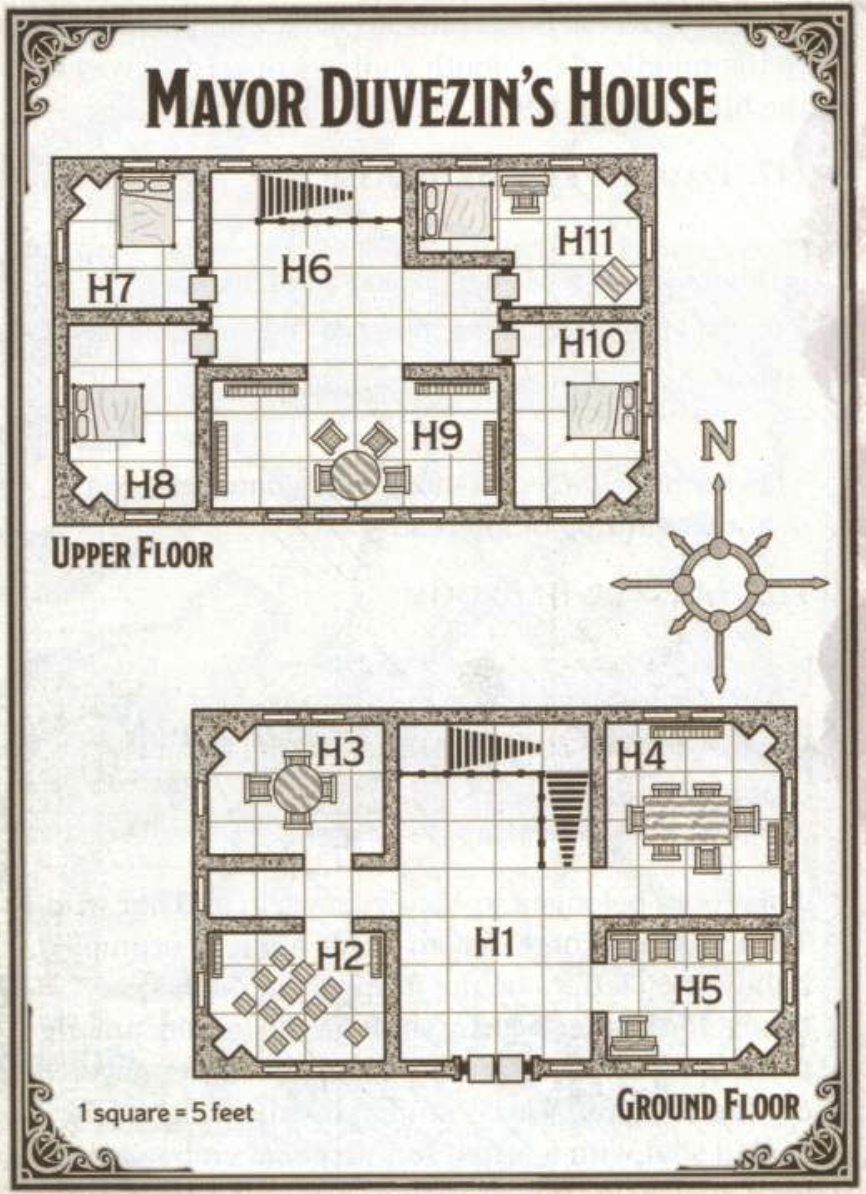 MAYOR DUVEZIN'S HOUSE
H11
H6
H7
H10
H9
H8
N
UPPER FLOOR
H3
H4
H1
H2
H5
1 square = 5 feet
GROUND FLOOR